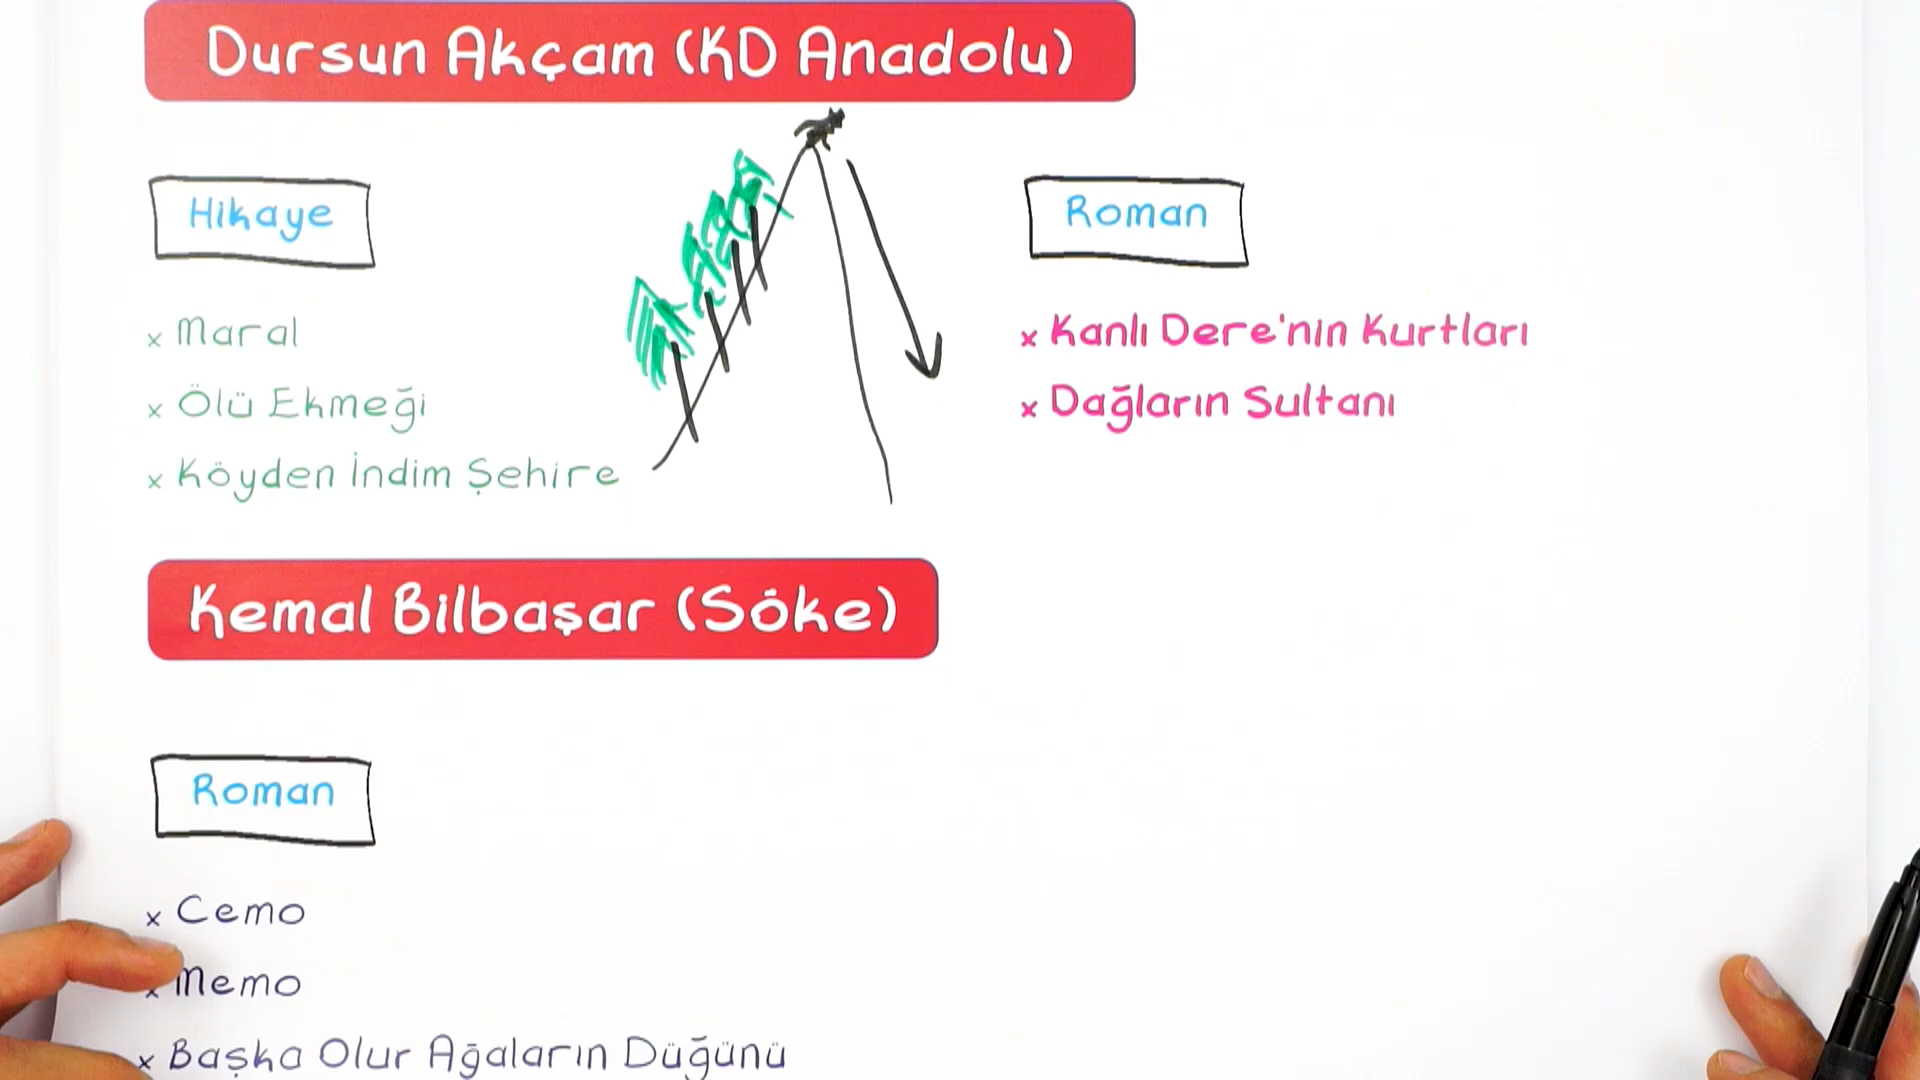 Dursun Akçam (KD Anadolu)
Hikaye
x Maral
x Ölü Ekmeği
x Köyden İndim Şehire
Roman
x Kanlı Dere'nin Kurtları
x Dağların Sultanı
Kemal Bilbaşar (Söke)
Roman
x Cemo
x Memo
x Başka Olur Ağaların Düğünü